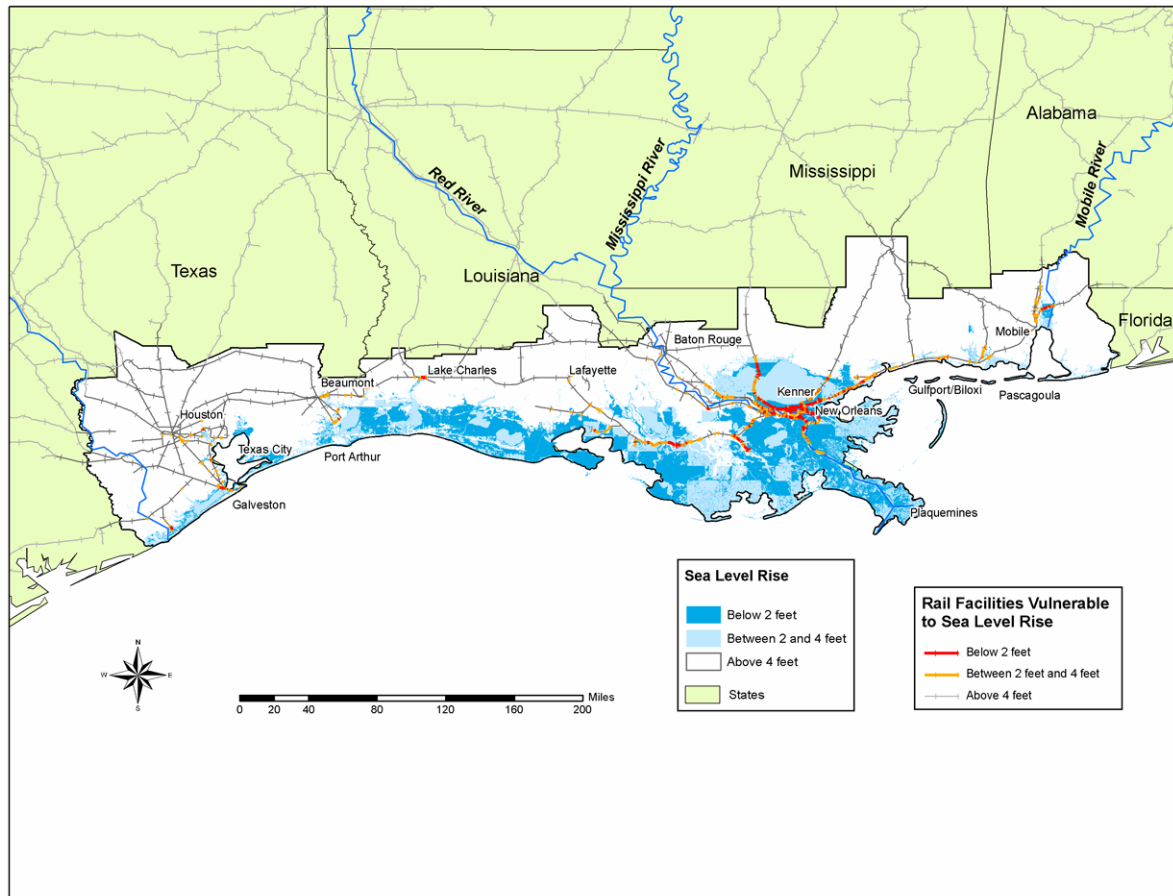 Alabama
Mississippi
Mobile River
Mississippi River
Red River
Texas
Louisiana
Florida
Mobile
Baton Rouge
Lake Charles
Lafayette
Beaumont
Kenner
Gulfport/Biloxi
Pascagoula
New Orleans
Houston
Texas City
Port Arthur
Galveston
Plaquemines
Sea Level Rise
Below 2 feet
Between 2 and 4 feet
Above 4 feet
States
Rail Facilities Vulnerable
to Sea Level Rise
Below 2 feet
Between 2 feet and 4 feet
Above 4 feet
N
W E
S
Miles
0 20 40 80 120 160 200